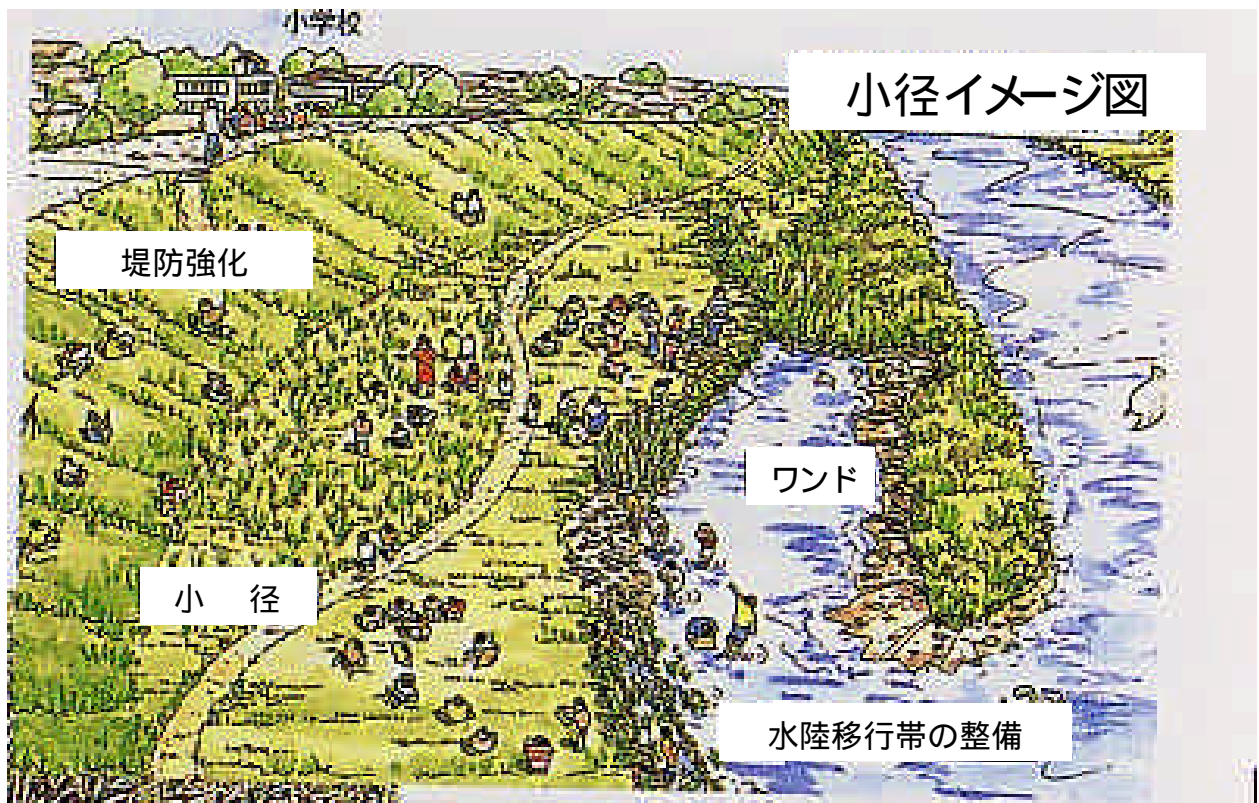 小学校
小径イメージ図
堤防強化
ワンド
小　径
水陸移行帯の整備